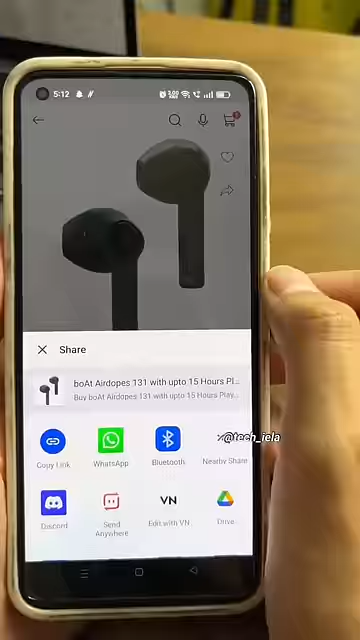 5:12
Share
boAt Airdopes 131 with upto 15 Hours Pl...
Buy boAt Airdopes 131 with upto 15 Hours Play...
Copy Link
WhatsApp
Bluetooth
@tech_iela
Nearby Share
Discord
Send
Anywhere
VN
Edit with VN
Drive